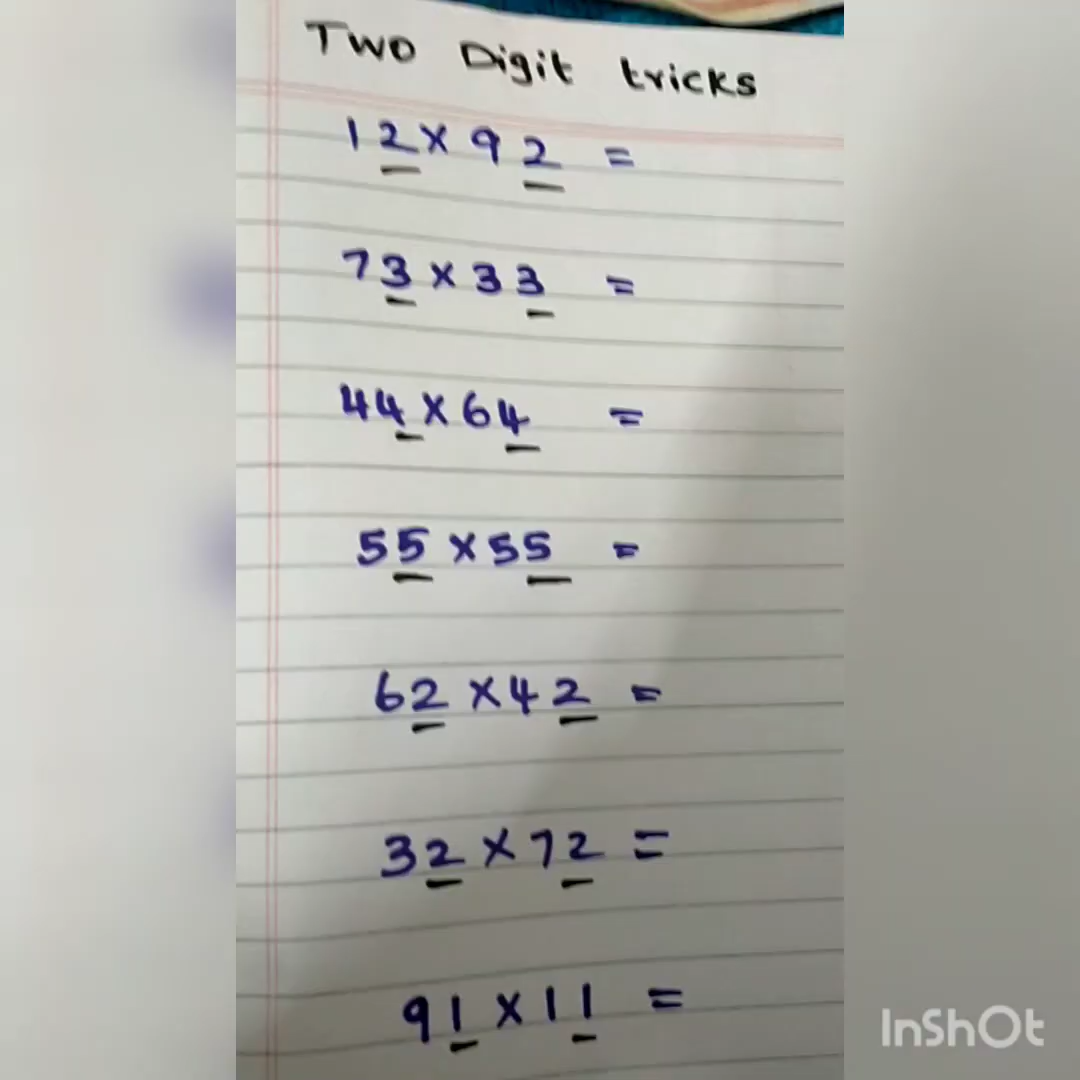 Two Digit tricks
12 x 92 =
73 x 33 =
44 x 64 =
55 x 55 =
62 x 42 =
32 x 72 =
91 x 11 =
InShOt